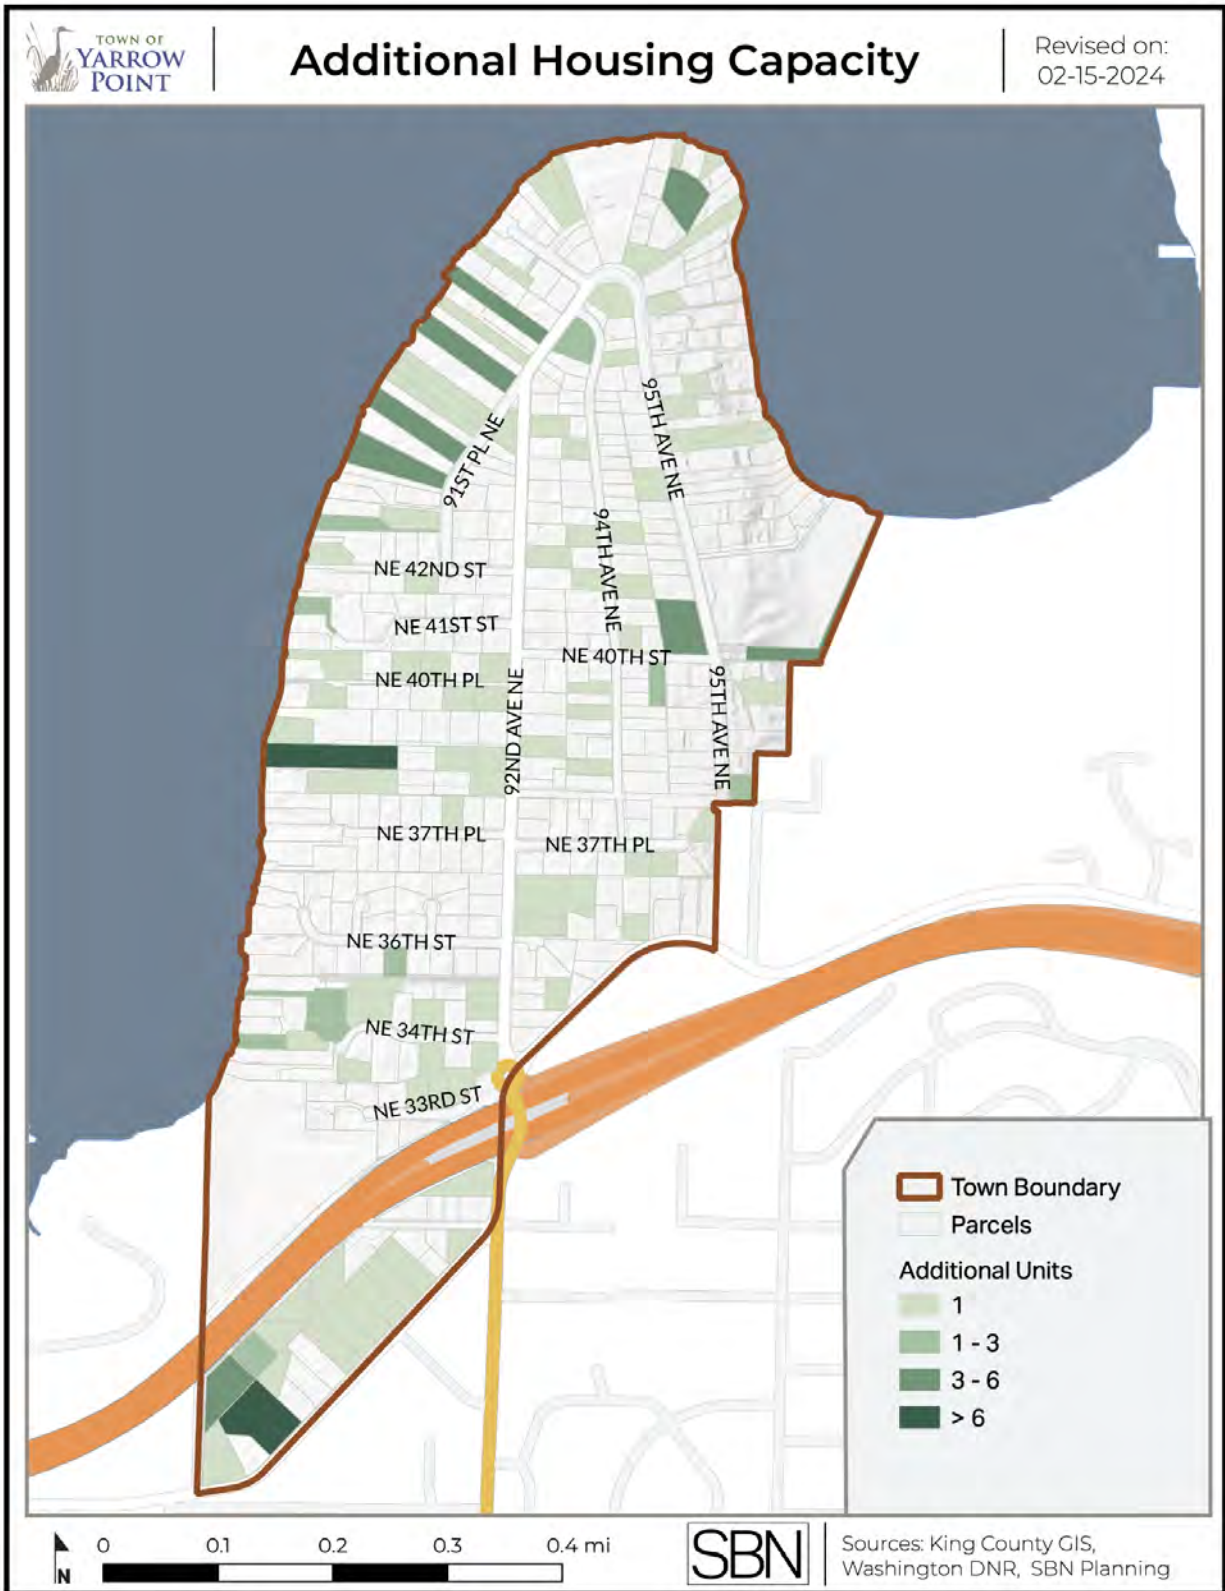 TOWN OF
YARROW
POINT
Additional Housing Capacity
Revised on:
02-15-2024
95TH AVE NE
91ST PL NE
94TH AVE NE
NE 42ND ST
NE 41ST ST
NE 40TH ST
NE 40TH PL
92ND AVE NE
95TH AVE NE
NE 37TH PL
NE 37TH PL
NE 36TH ST
NE 34TH ST
NE 33RD ST
Town Boundary
Parcels
Additional Units
1
1 - 3
3 - 6
> 6
N
0 0.1 0.2 0.3 0.4 mi
SBN
Sources: King County GIS,
Washington DNR, SBN Planning